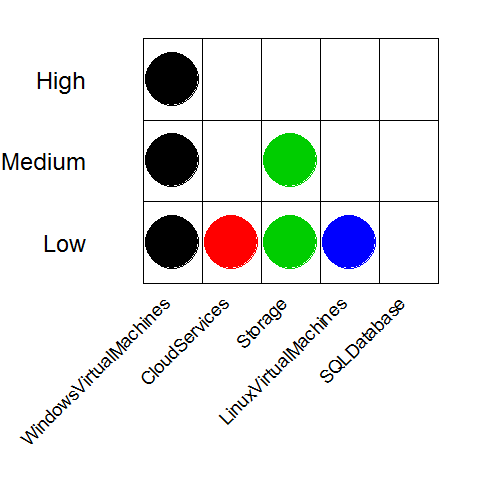 High
Medium
Low
WindowsVirtualMachines
CloudServices
Storage
LinuxVirtualMachines
SQLDatabase